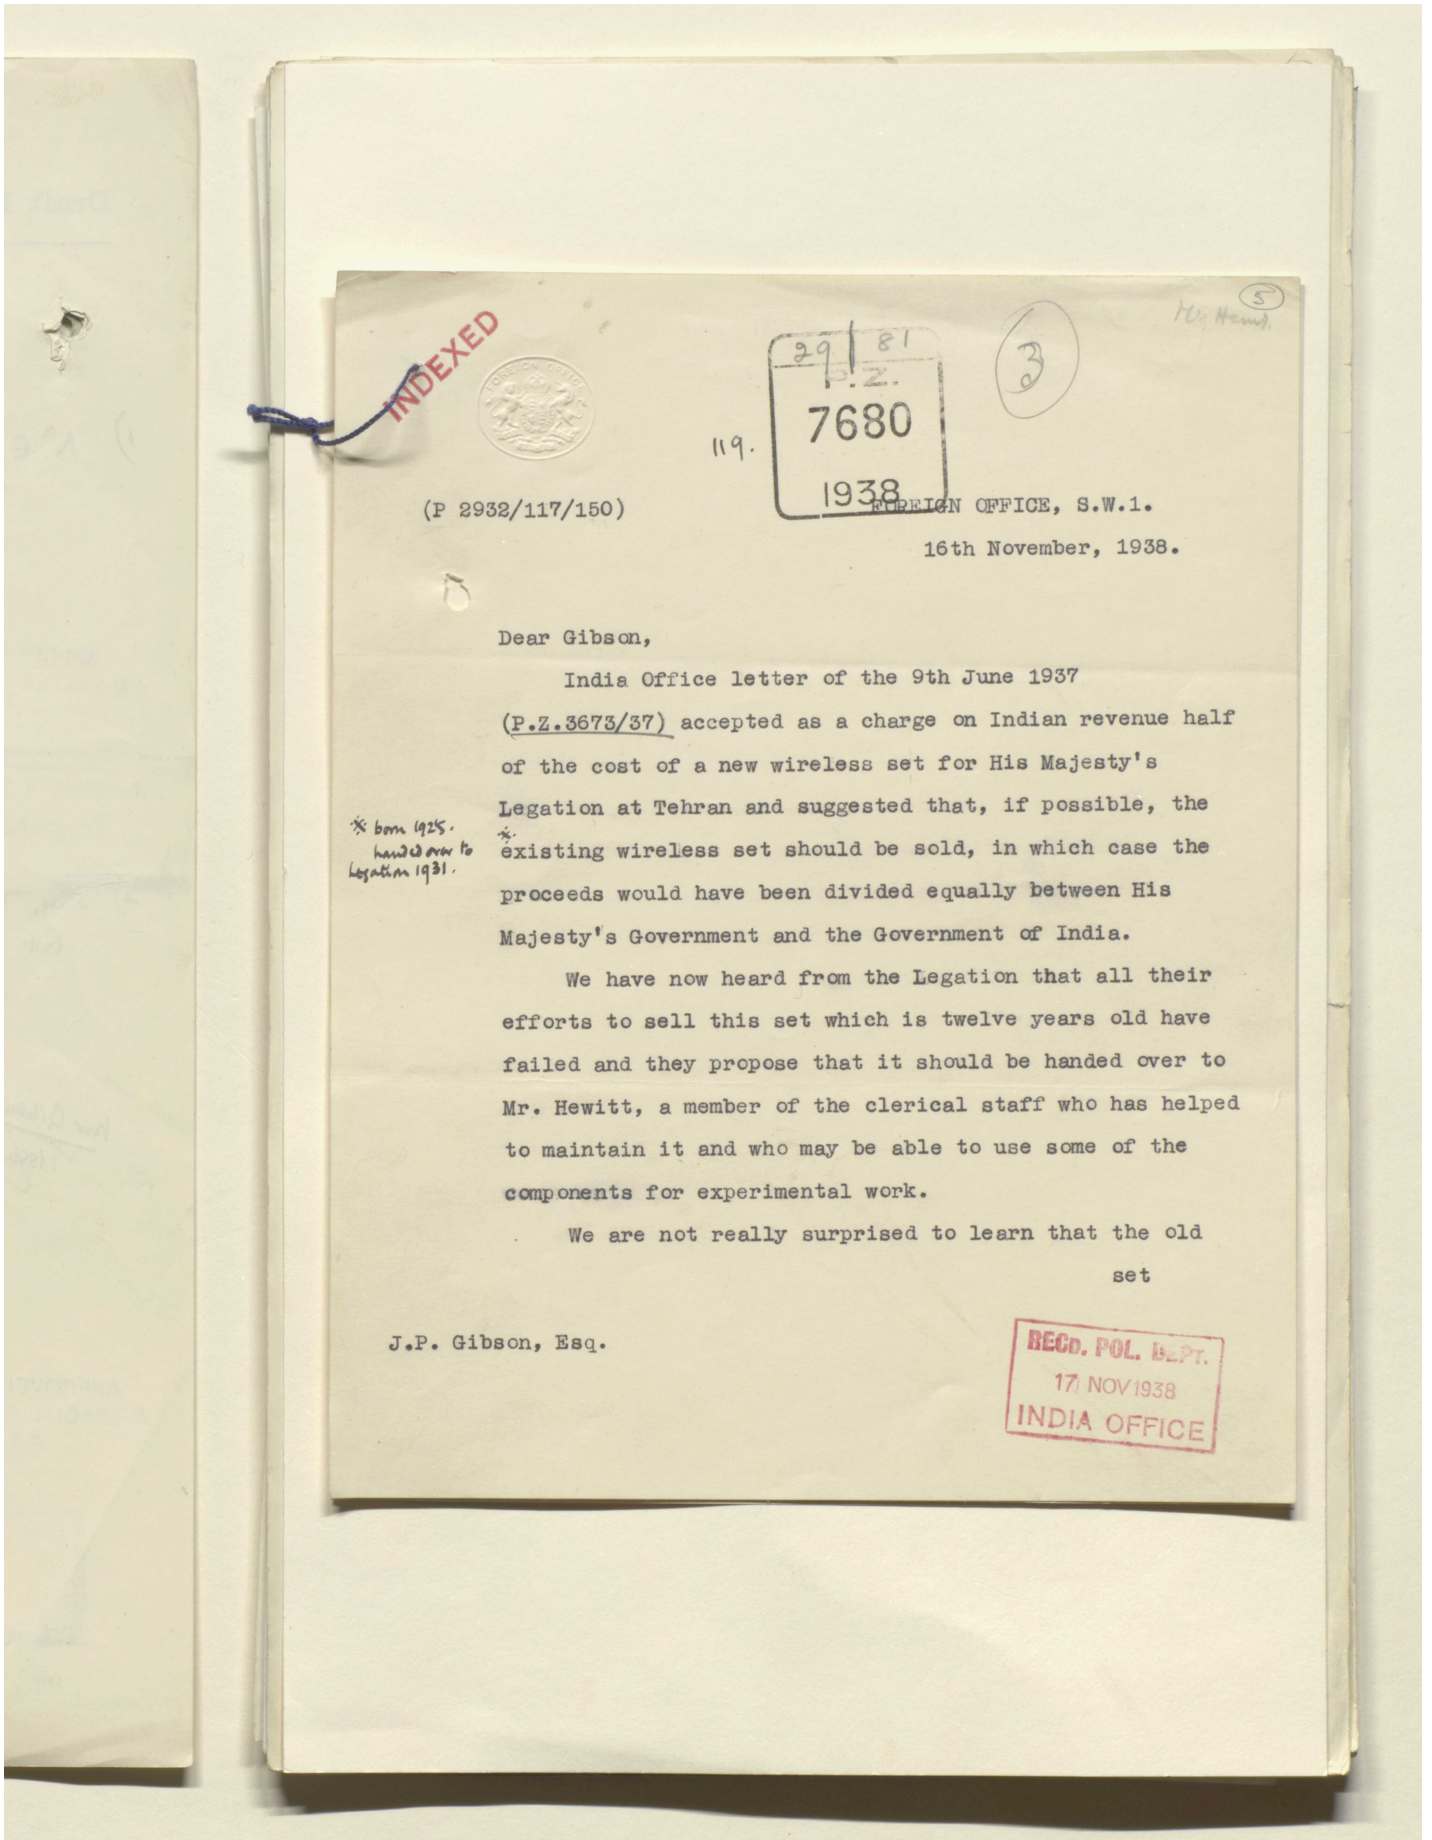 5
INDEXED
FOREIGN OFFICE
29 81
P.Z.
7680
1938
3
119.
(P 2932/117/150)
FOREIGN OFFICE, S.W.1.
16th November, 1938.
Dear Gibson,
India Office letter of the 9th June 1937
(P.Z.3673/37) accepted as a charge on Indian revenue half
of the cost of a new wireless set for His Majesty's
Legation at Tehran and suggested that, if possible, the
* born 1925.
handed over to
Legation 1931.
*
existing wireless set should be sold, in which case the
proceeds would have been divided equally between His
Majesty's Government and the Government of India.
We have now heard from the Legation that all their
efforts to sell this set which is twelve years old have
failed and they propose that it should be handed over to
Mr. Hewitt, a member of the clerical staff who has helped
to maintain it and who may be able to use some of the
components for experimental work.
We are not really surprised to learn that the old
set
J.P. Gibson, Esq.
RECD. POL. DEPT.
17 NOV 1938
INDIA OFFICE